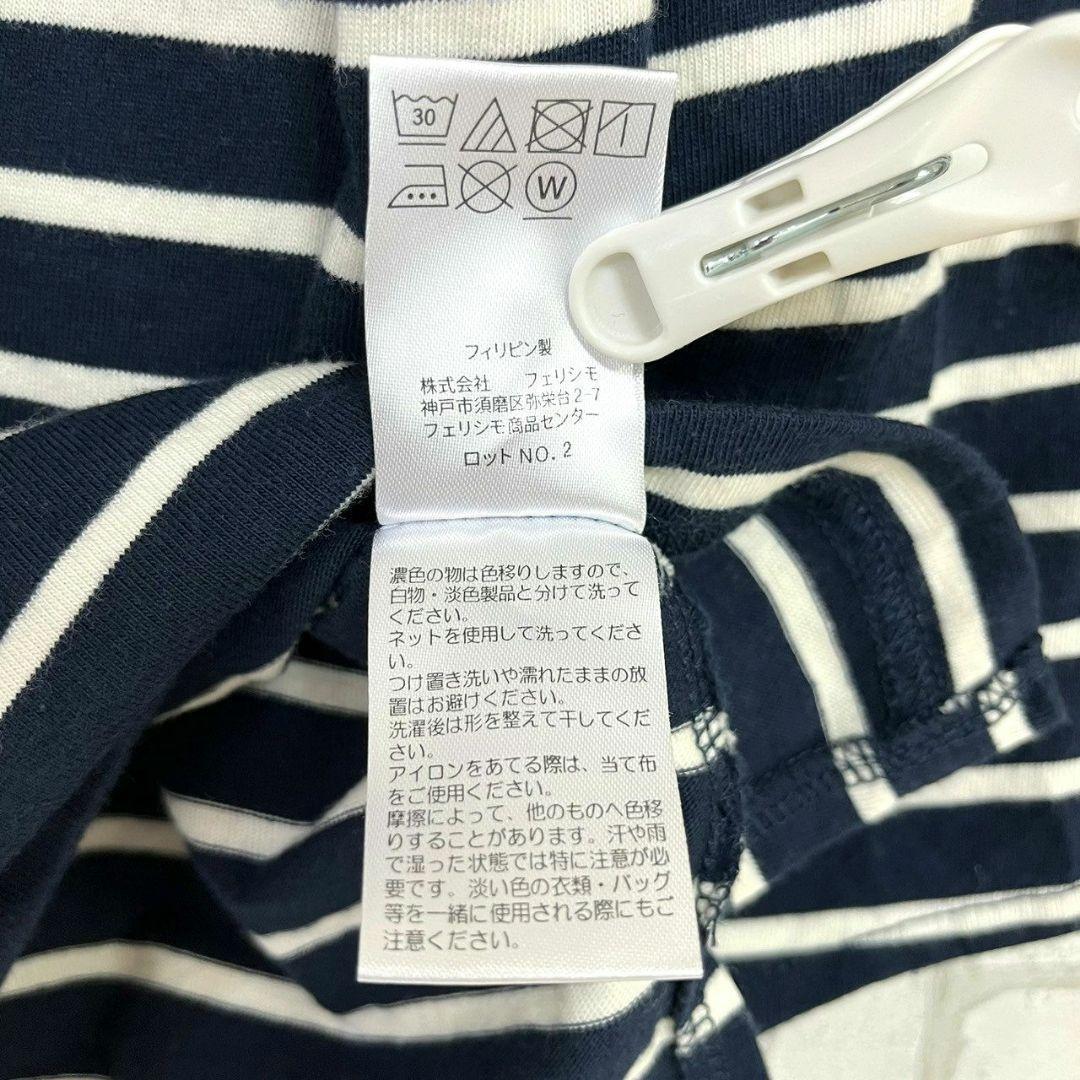 30
W
フィリピン製
株式会社 フェリシモ
神戸市須磨区弥栄台2-7
フェリシモ商品センター
ロット NO. 2
濃色の物は色移りしますので、
白物・淡色製品と分けて洗って
ください。
ネットを使用して洗ってくださ
い。
つけ置き洗いや濡れたままの放
置はお避けください。
洗濯後は形を整えて干してくだ
さい。
アイロンをあてる際は、当て布
をご使用ください。
摩擦によって、他のものへ色移
りすることがあります。汗や雨
で湿った状態では特に注意が必
要です。淡い色の衣類・バッグ
等を一緒に使用される際にもご
注意ください。